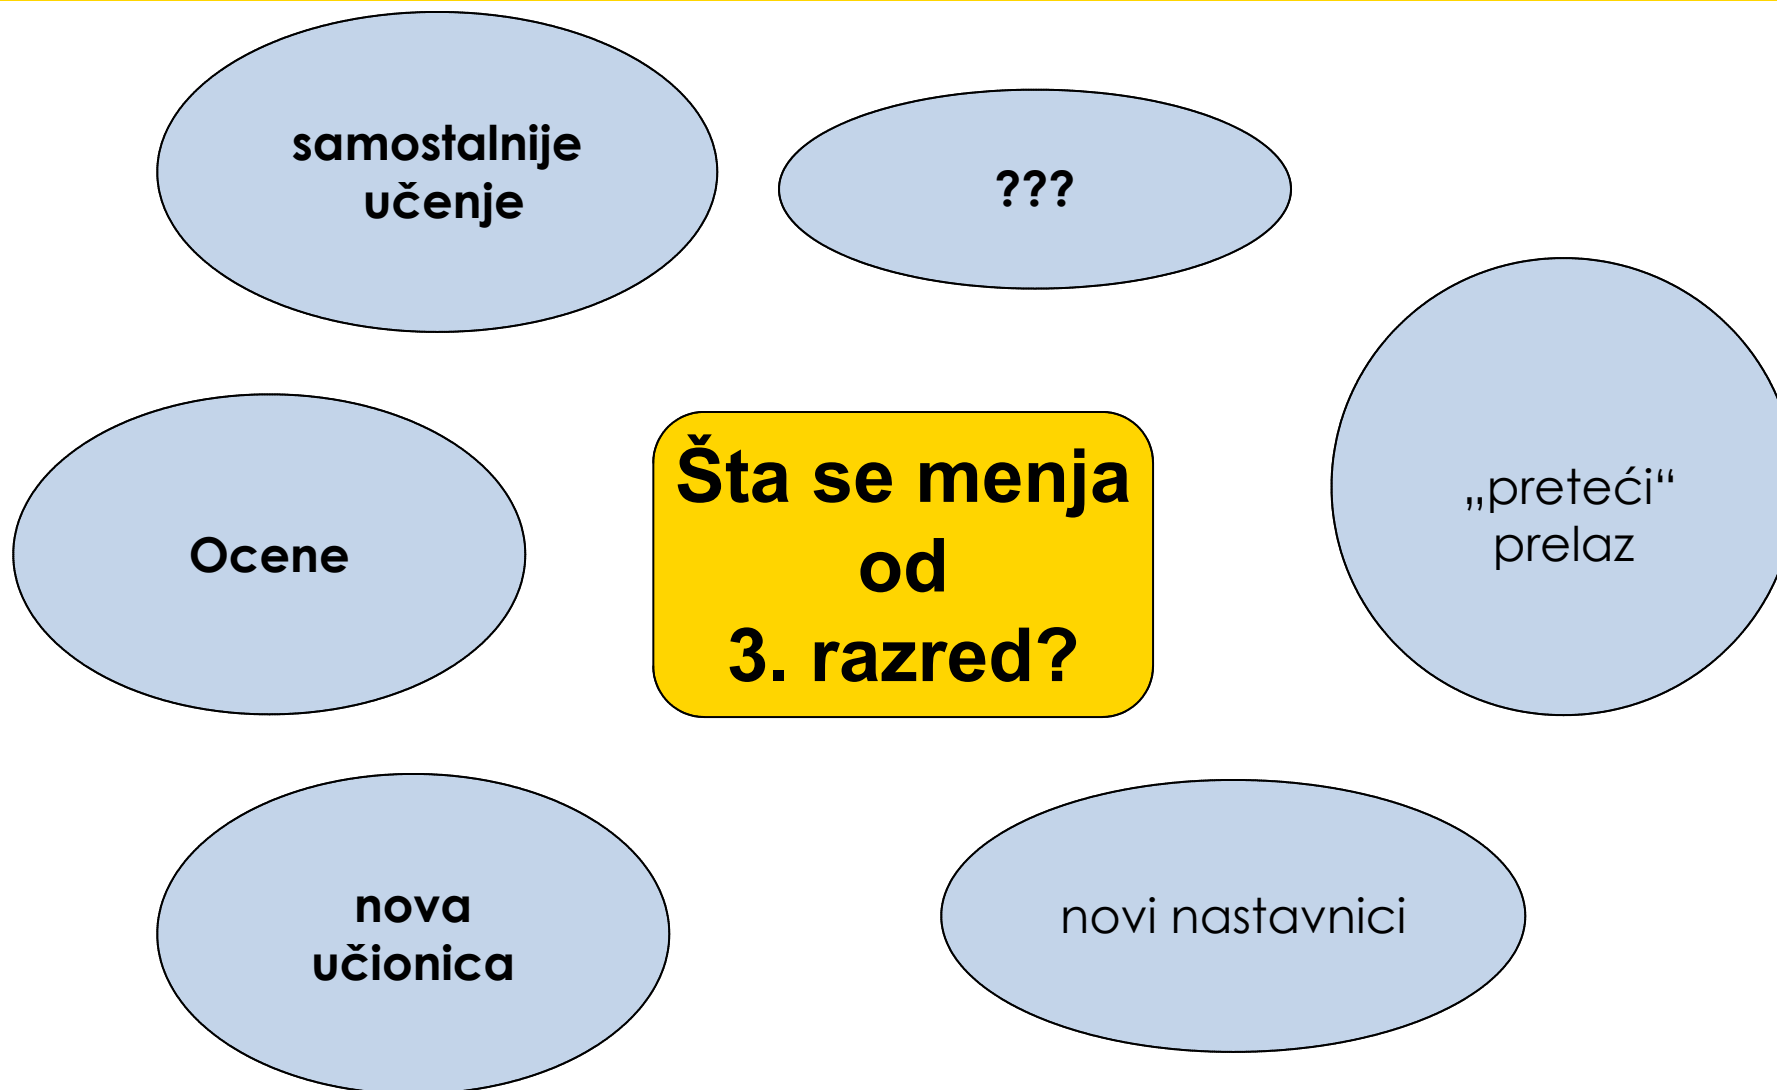 samostalnije
učenje
???
„preteći“
prelaz
Ocene
Šta se menja
od
3. razred?
nova
učionica
novi nastavnici